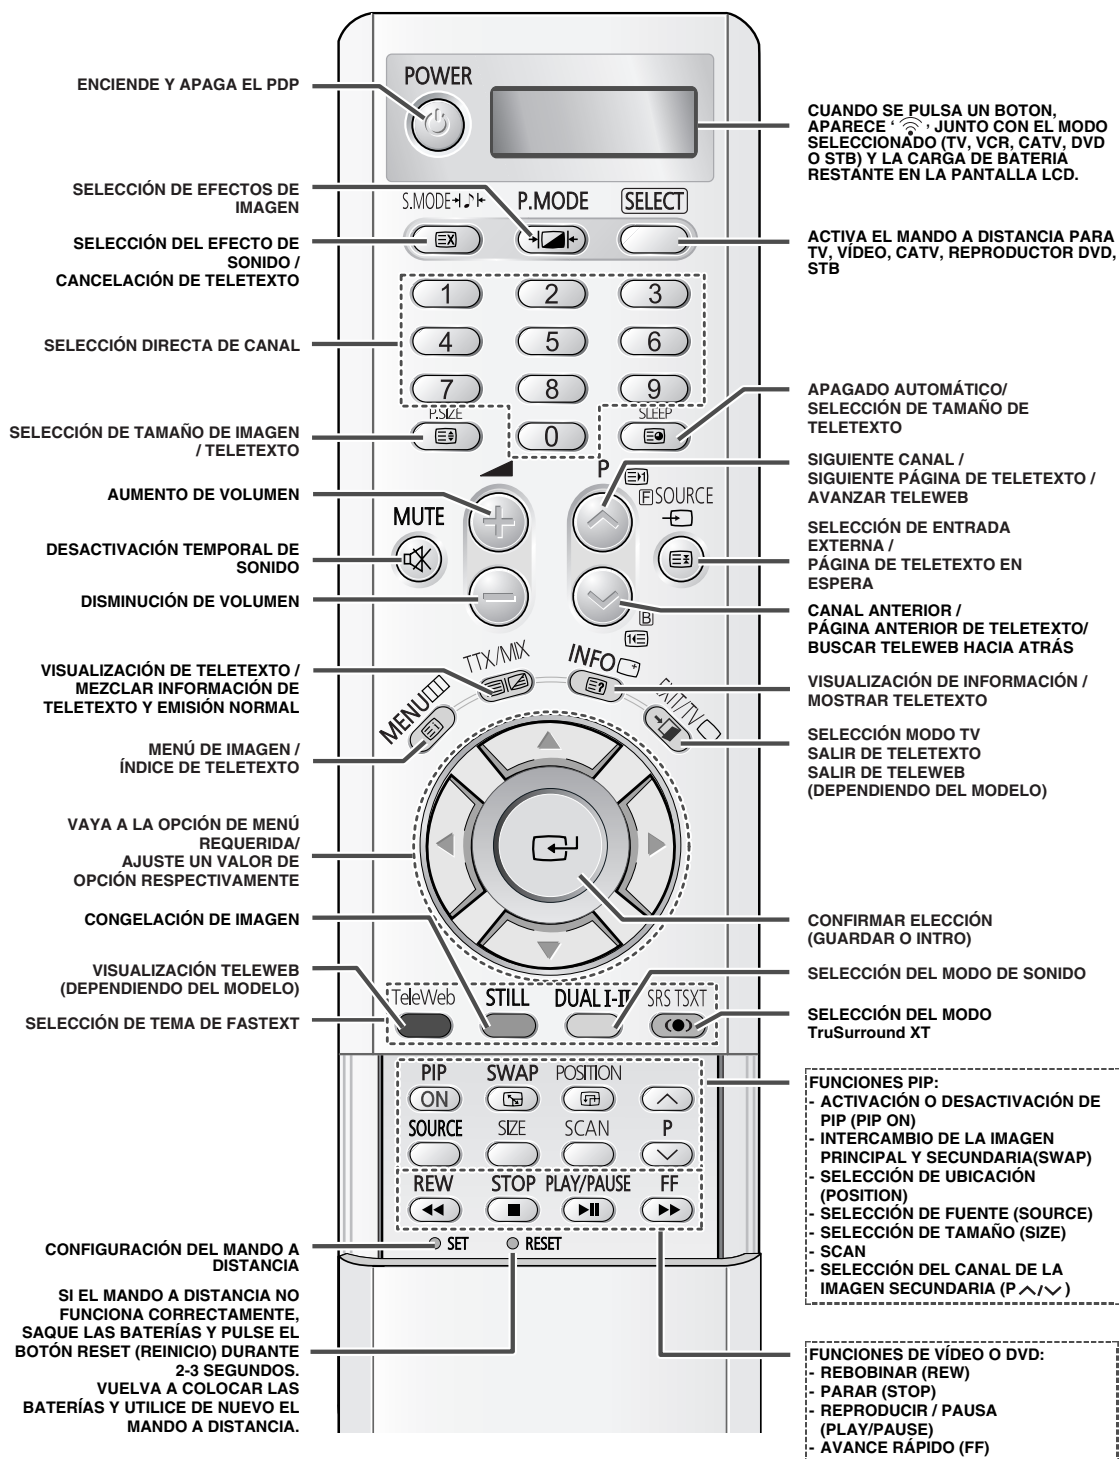 ENCIENDE Y APAGA EL PDP
SELECCIÓN DE EFECTOS DE
IMAGEN
SELECCIÓN DEL EFECTO DE
SONIDO /
CANCELACIÓN DE TELETEXTO
SELECCIÓN DIRECTA DE CANAL
SELECCIÓN DE TAMAÑO DE IMAGEN
/ TELETEXTO
AUMENTO DE VOLUMEN
DESACTIVACIÓN TEMPORAL DE
SONIDO
DISMINUCIÓN DE VOLUMEN
VISUALIZACIÓN DE TELETEXTO /
MEZCLAR INFORMACIÓN DE
TELETEXTO Y EMISIÓN NORMAL
MENÚ DE IMAGEN /
ÍNDICE DE TELETEXTO
VAYA A LA OPCIÓN DE MENÚ
REQUERIDA/
AJUSTE UN VALOR DE
OPCIÓN RESPECTIVAMENTE
CONGELACIÓN DE IMAGEN
VISUALIZACIÓN TELEWEB
(DEPENDIENDO DEL MODELO)
SELECCIÓN DE TEMA DE FASTEXT
CONFIGURACIÓN DEL MANDO A
DISTANCIA
SI EL MANDO A DISTANCIA NO
FUNCIONA CORRECTAMENTE,
SAQUE LAS BATERÍAS Y PULSE EL
BOTÓN RESET (REINICIO) DURANTE
2-3 SEGUNDOS.
VUELVA A COLOCAR LAS
BATERÍAS Y UTILICE DE NUEVO EL
MANDO A DISTANCIA.
POWER
S.MODE P.MODE SELECT
1 2 3
4 5 6
7 8 9
P.SIZE 0 SLEEP
P
F SOURCE
MUTE
B
TTX/MIX INFO
MENU EXIT/TV
TeleWeb STILL DUAL I-II SRS TSXT
PIP SWAP POSITION
ON
SOURCE SIZE SCAN P
REW STOP PLAY/PAUSE FF
SET RESET
CUANDO SE PULSA UN BOTON,
APARECE ‘ ’ JUNTO CON EL MODO
SELECCIONADO (TV, VCR, CATV, DVD
O STB) Y LA CARGA DE BATERIA
RESTANTE EN LA PANTALLA LCD.
ACTIVA EL MANDO A DISTANCIA PARA
TV, VÍDEO, CATV, REPRODUCTOR DVD,
STB
APAGADO AUTOMÁTICO/
SELECCIÓN DE TAMAÑO DE
TELETEXTO
SIGUIENTE CANAL /
SIGUIENTE PÁGINA DE TELETEXTO /
AVANZAR TELEWEB
SELECCIÓN DE ENTRADA
EXTERNA /
PÁGINA DE TELETEXTO EN
ESPERA
CANAL ANTERIOR /
PÁGINA ANTERIOR DE TELETEXTO/
BUSCAR TELEWEB HACIA ATRÁS
VISUALIZACIÓN DE INFORMACIÓN /
MOSTRAR TELETEXTO
SELECCIÓN MODO TV
SALIR DE TELETEXTO
SALIR DE TELEWEB
(DEPENDIENDO DEL MODELO)
CONFIRMAR ELECCIÓN
(GUARDAR O INTRO)
SELECCIÓN DEL MODO DE SONIDO
SELECCIÓN DEL MODO
TruSurround XT
FUNCIONES PIP:
- ACTIVACIÓN O DESACTIVACIÓN DE
PIP (PIP ON)
- INTERCAMBIO DE LA IMAGEN
PRINCIPAL Y SECUNDARIA(SWAP)
- SELECCIÓN DE UBICACIÓN
(POSITION)
- SELECCIÓN DE FUENTE (SOURCE)
- SELECCIÓN DE TAMAÑO (SIZE)
- SCAN
- SELECCIÓN DEL CANAL DE LA
IMAGEN SECUNDARIA (P / )
FUNCIONES DE VÍDEO O DVD:
- REBOBINAR (REW)
- PARAR (STOP)
- REPRODUCIR / PAUSA
(PLAY/PAUSE)
- AVANCE RÁPIDO (FF)